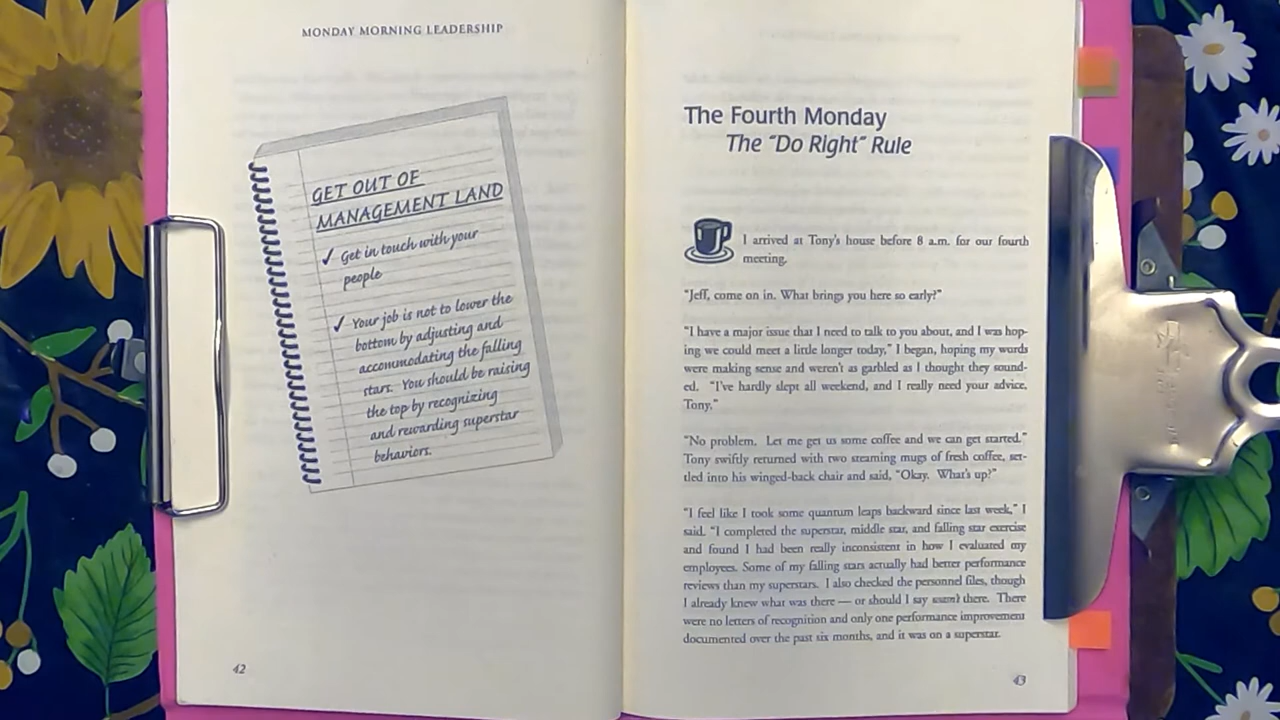 MONDAY MORNING LEADERSHIP
GET OUT OF
MANAGEMENT LAND
✓ Get in touch with your
people
✓ Your job is not to lower the
bottom by adjusting and
accommodating the falling
stars. You should be raising
the top by recognizing
and rewarding superstar
behaviors.
42
The Fourth Monday
The "Do Right" Rule
I arrived at Tony's house before 8 a.m. for our fourth
meeting.
"Jeff, come on in. What brings you here so early?"
"I have a major issue that I need to talk to you about, and I was hop-
ing we could meet a little longer today," I began, hoping my words
were making sense and weren't as garbled as I thought they sound-
ed. "I've hardly slept all weekend, and I really need your advice,
Tony."
"No problem. Let me get us some coffee and we can get started."
Tony swiftly returned with two steaming mugs of fresh coffee, set-
tled into his winged-back chair and said, "Okay. What's up?"
"I feel like I took some quantum leaps backward since last week," I
said. "I completed the superstar, middle star, and falling star exercise
and found I had been really inconsistent in how I evaluated my
employees. Some of my falling stars actually had better performance
reviews than my superstars. I also checked the personnel files, though
I already knew what was there — or should I say wasn't there. There
were no letters of recognition and only one performance improvement
documented over the past six months, and it was on a superstar.
43